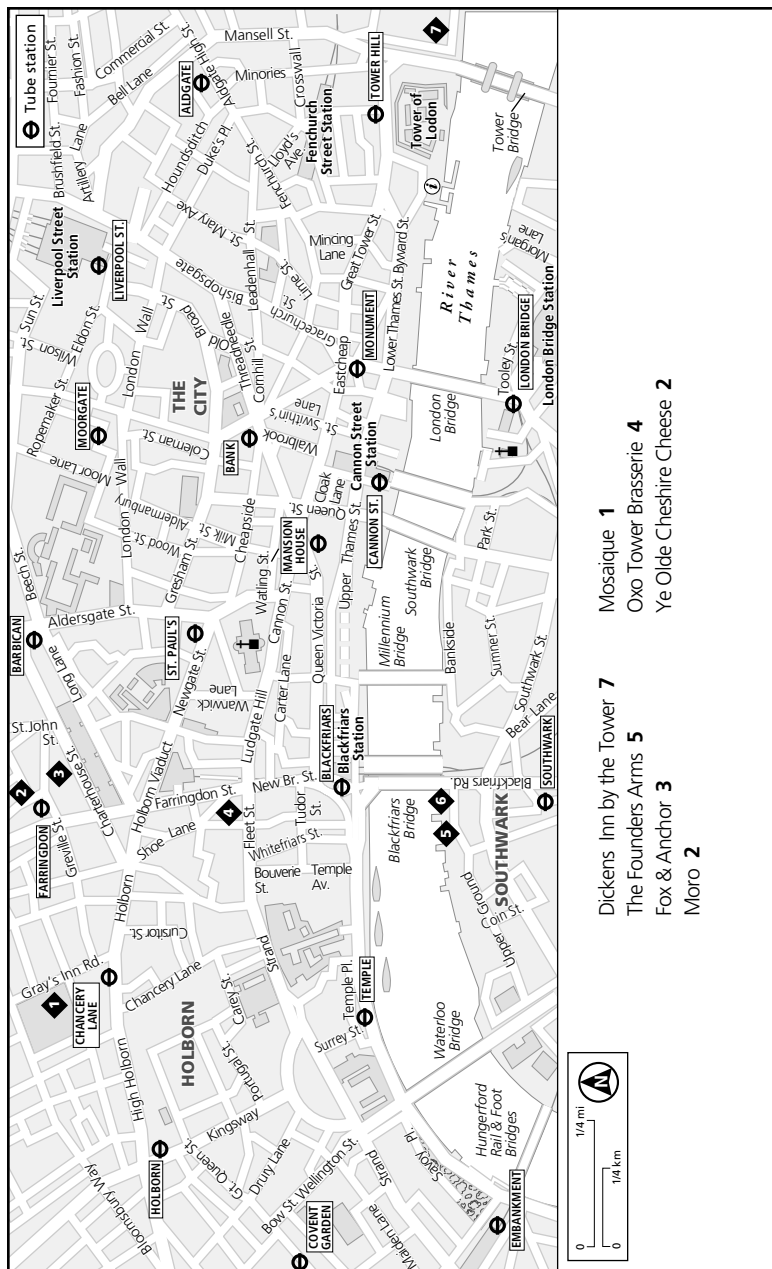 Tube station
Fournier St.
Fashion St.
Commercial St.
Brushfield St.
Artilley Lane
Bell Lane
ALDGATE
Aldgate High St.
Mansell St.
Minories
Crosswall
Houndsditch
Duke's Pl.
Fenchurch St.
Lloyd's
Ave.
Fenchurch
Street Station
TOWER HILL
7
Tower of
Lodon
Tower
Bridge
Liverpool Street
Station
LIVERPOOL ST.
Sun St.
Wilson St.
Eldon St.
Bishopsgate
St. Mary Axe
Leadenhall St.
Lime St.
Mincing
Lane
Great Tower St.
Byward St.
i
Morgan's
Lane
Ropemaker St.
MOORGATE
London Wall
THE
CITY
Old Broad St.
Threadneedle St.
Cornhill
Gracechurch St.
Eastcheap
MONUMENT
Lower Thames St.
River
Thames
Tooley St.
LONDON BRIDGE
London Bridge Station
Moor Lane
Coleman St.
BANK
Walbrook
St. Swithin's
Lane
Cannon Street
Station
CANNON ST.
London
Bridge
Beech St.
London
Wall
Aldermanbury
Wood St.
Milk St.
Gresham St.
Cheapside
Queen St.
Cloak
Lane
MANSION
HOUSE
Watling St.
Upper Thames St.
Southwark
Bridge
Park St.
BARBICAN
Aldersgate St.
Long Lane
ST. PAUL'S
Newgate St.
Warwick
Lane
Cannon St.
Carter Lane
Queen Victoria St.
Millennium
Bridge
Bankside
Sumner St.
Southwark St.
Bear Lane
St. John
St.
2
3
FARRINGDON
Charterhouse St.
Greville St.
Holborn Viaduct
Farringdon St.
Shoe Lane
4
Ludgate Hill
Fleet St.
New Br. St.
BLACKFRIARS
Blackfriars
Station
Tudor
St.
Whitefriars St.
Bouverie
St.
Temple
Av.
Blackfriars
Bridge
Blackfriars Rd.
6
5
SOUTHWARK
SOUTHWARK
Upper Ground
Coin St.
Gray's Inn Rd.
1
CHANCERY
LANE
Holborn
Cursitor St.
Chancery Lane
Carey St.
Strand
Temple Pl.
TEMPLE
Surrey St.
Waterloo
Bridge
High Holborn
HOLBORN
HOLBORN
Portugal St.
Kingsway
Gt. Queen St.
Drury Lane
Bloomsbury Way
Bow St.
Wellington St.
COVENT
GARDEN
Maiden Lane
Strand
Savoy Pl.
EMBANKMENT
Hungerford
Rail & Foot
Bridges
0 1/4 mi
0 1/4 km
N
Dickens Inn by the Tower 7
The Founders Arms 5
Fox & Anchor 3
Moro 2
Mosaique 1
Oxo Tower Brasserie 4
Ye Olde Cheshire Cheese 2